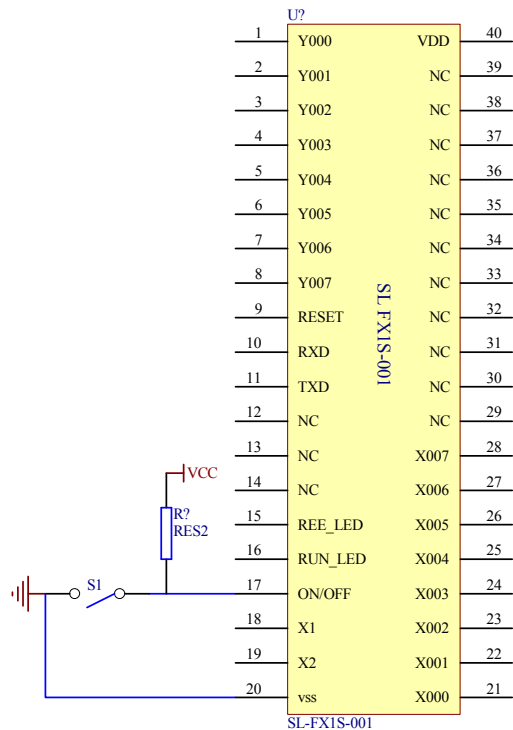 U?
1 Y000 VDD 40
2 Y001 NC 39
3 Y002 NC 38
4 Y003 NC 37
5 Y004 NC 36
6 Y005 NC 35
7 Y006 NC 34
8 Y007 NC 33
9 RESET NC 32
10 RXD NC 31
11 TXD NC 30
12 NC NC 29
13 NC X007 28
14 NC X006 27
15 REE_LED X005 26
16 RUN_LED X004 25
17 ON/OFF X003 24
18 X1 X002 23
19 X2 X001 22
20 vss X000 21
SL FX1S-001
SL-FX1S-001
VCC
R?
RES2
S1